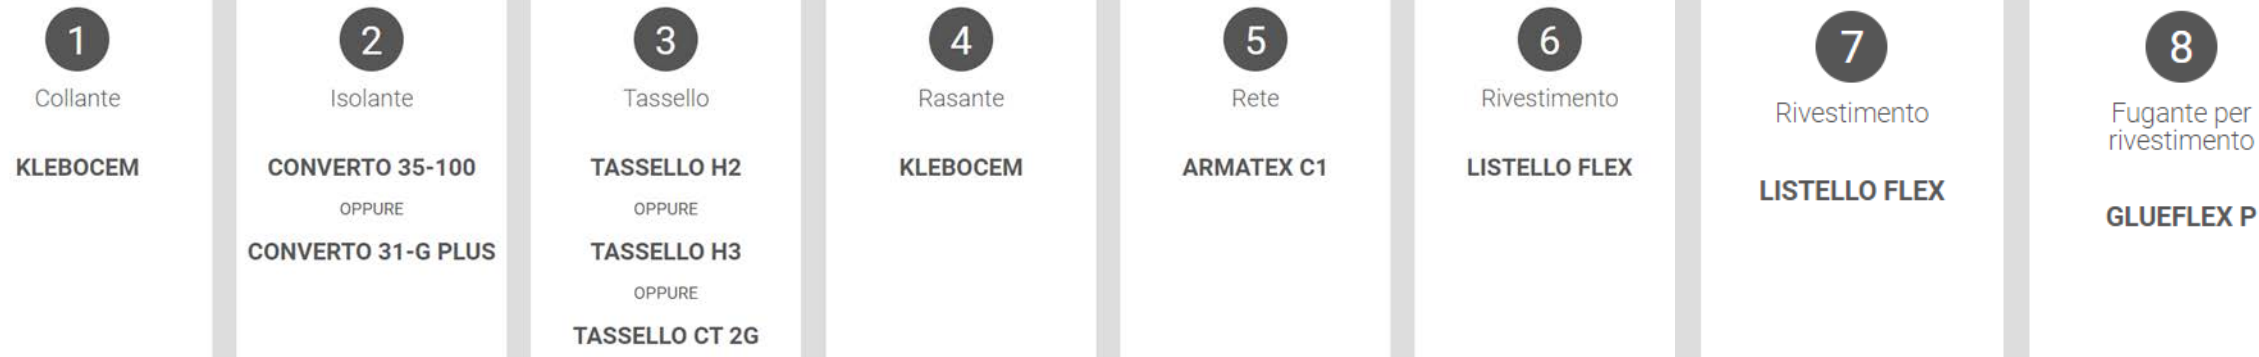 1
Collante
KLEBOCEM
2
Isolante
CONVERTO 35-100
OPPURE
CONVERTO 31-G PLUS
3
Tassello
TASSELLO H2
OPPURE
TASSELLO H3
OPPURE
TASSELLO CT 2G
4
Rasante
KLEBOCEM
5
Rete
ARMATEX C1
6
Rivestimento
LISTELLO FLEX
7
Rivestimento
LISTELLO FLEX
8
Fugante per
rivestimento
GLUEFLEX P